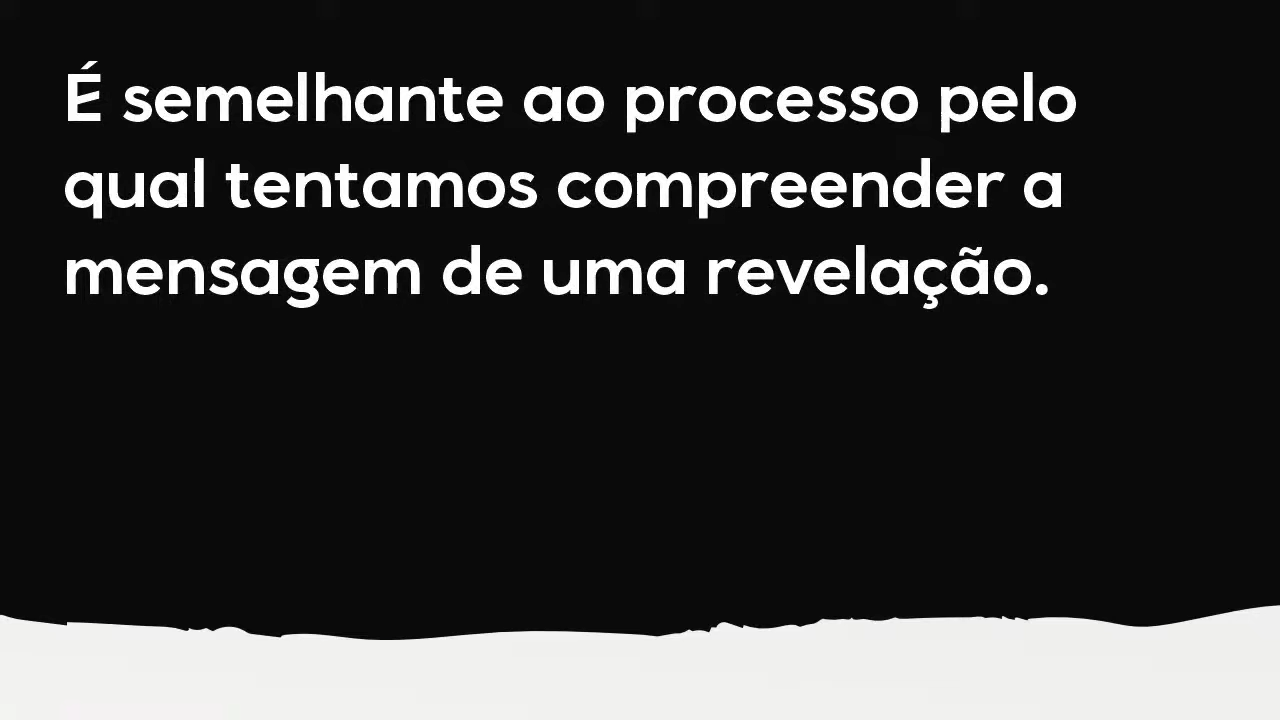 É semelhante ao processo pelo
qual tentamos compreender a
mensagem de uma revelação.